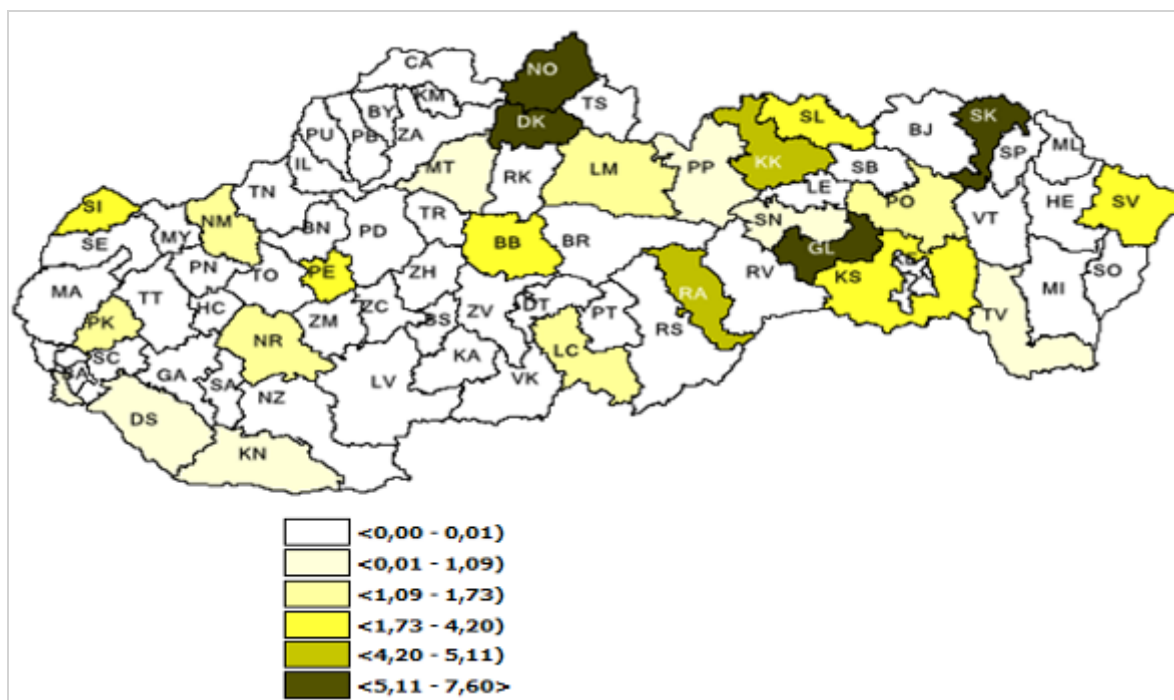 CA
NO
KM
TS
BY
PU
PB
ZA
DK
IL
MT
RK
LM
PP
KK
SL
BJ
SK
SP
ML
SB
LE
PO
VT
HE
SV
TN
SI
NM
BN
PD
TR
BB
BR
SN
GL
SE
MY
PN
TO
PE
ZH
RV
KS
KE
SO
MA
TT
HC
ZM
ZC
BS
ZV
DT
PT
RA
RS
TV
MI
PK
NR
LC
SC
BA
GA
SA
NZ
LV
KA
VK
DS
KN
<0,00 - 0,01)
<0,01 - 1,09)
<1,09 - 1,73)
<1,73 - 4,20)
<4,20 - 5,11)
<5,11 - 7,60>